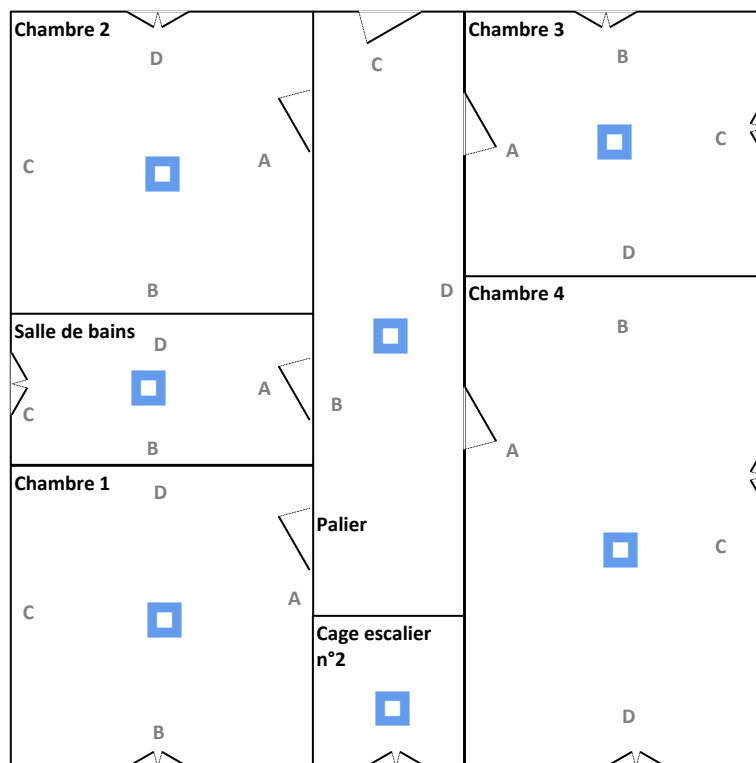 Chambre 2
D
C
A
B
Salle de bains
D
A
C
B
Chambre 1
D
A
C
B
C
D
B
Palier
Cage escalier
n°2
Chambre 3
B
C
A
D
Chambre 4
B
A
C
D